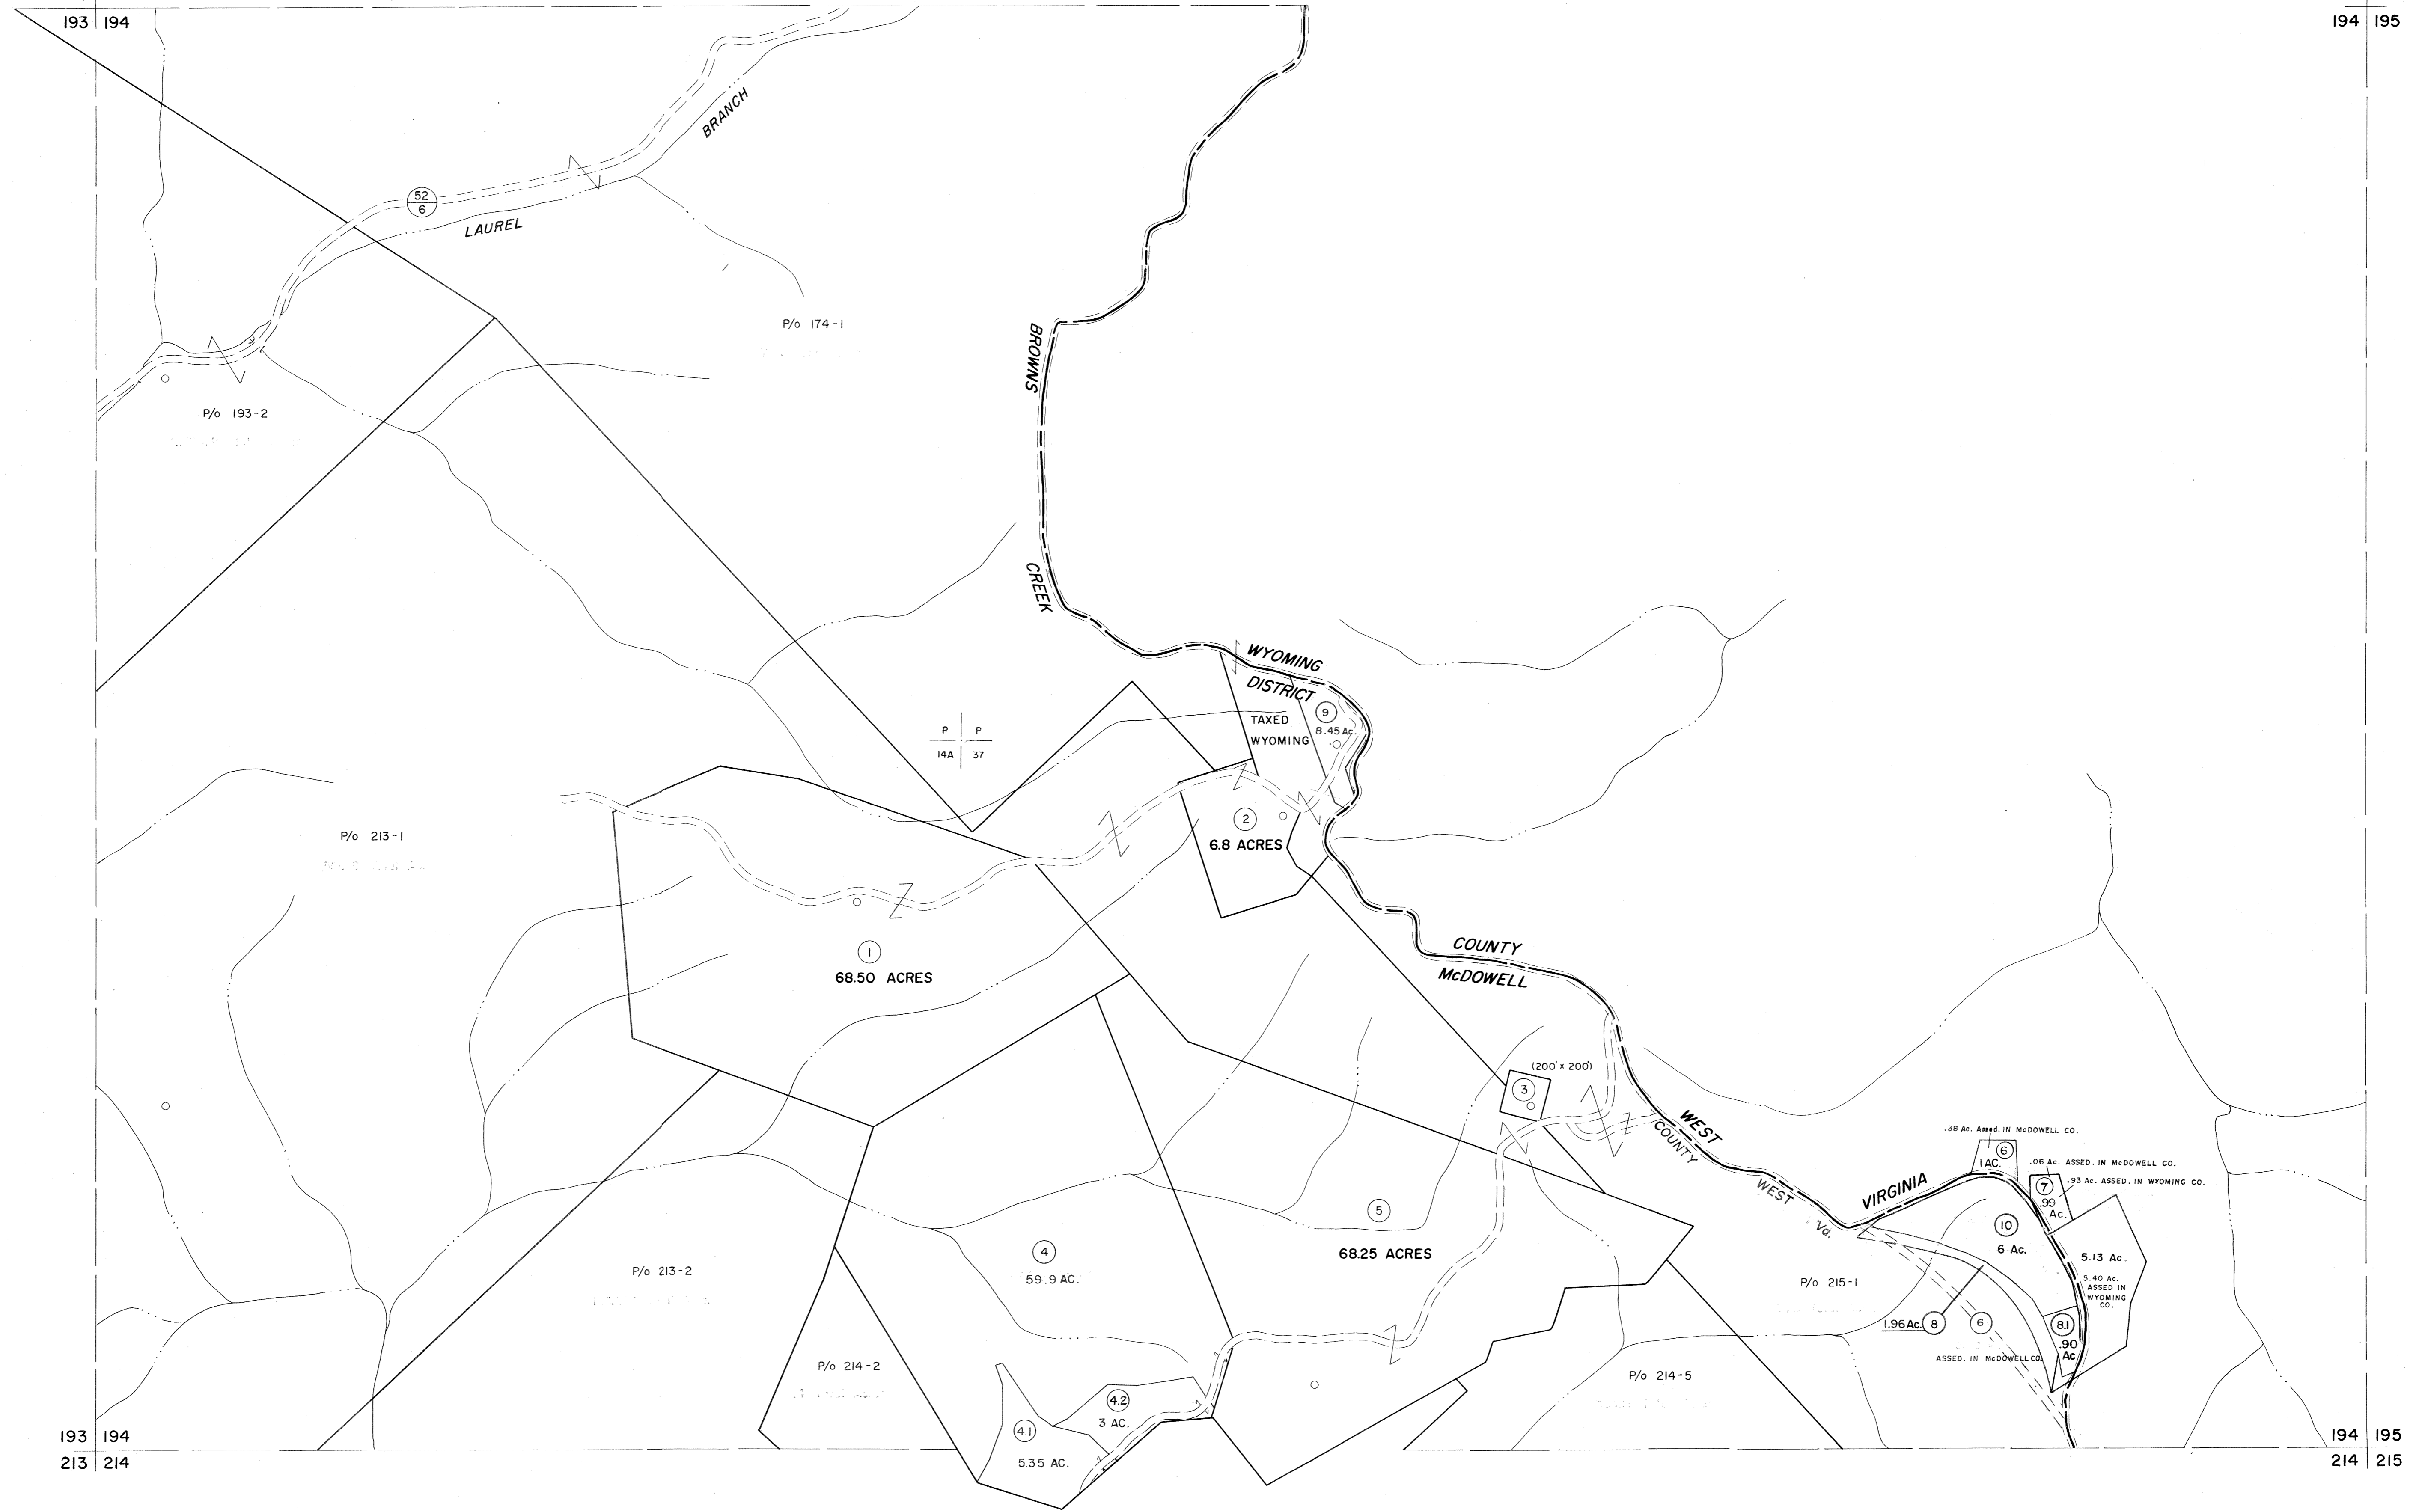 193 194
194 195
BRANCH
52
6
LAUREL
P/o 174-1
BROWNS
P/o 193-2
CREEK
WYOMING
DISTRICT
TAXED
WYOMING
9
8.45 Ac.
P P
14A 37
2
6.8 ACRES
P/o 213-1
1
68.50 ACRES
COUNTY
McDOWELL
(200' x 200')
3
WEST
COUNTY
.38 Ac. Assd. IN McDOWELL CO.
6
1 AC.
.06 Ac. ASSED. IN McDOWELL CO.
.93 Ac. ASSED. IN WYOMING CO.
7
.99
Ac.
WEST
VIRGINIA
Va.
5
68.25 ACRES
10
6 Ac.
4
59.9 AC.
5.13 Ac.
5.40 Ac.
ASSED IN
WYOMING
CO.
P/o 213-2
P/o 215-1
1.96 Ac. 8
6
8.1
.90
Ac
ASSED. IN McDOWELL CO.
P/o 214-2
P/o 214-5
4.2
3 AC.
4.1
5.35 AC.
193 194
213 214
194 195
214 215